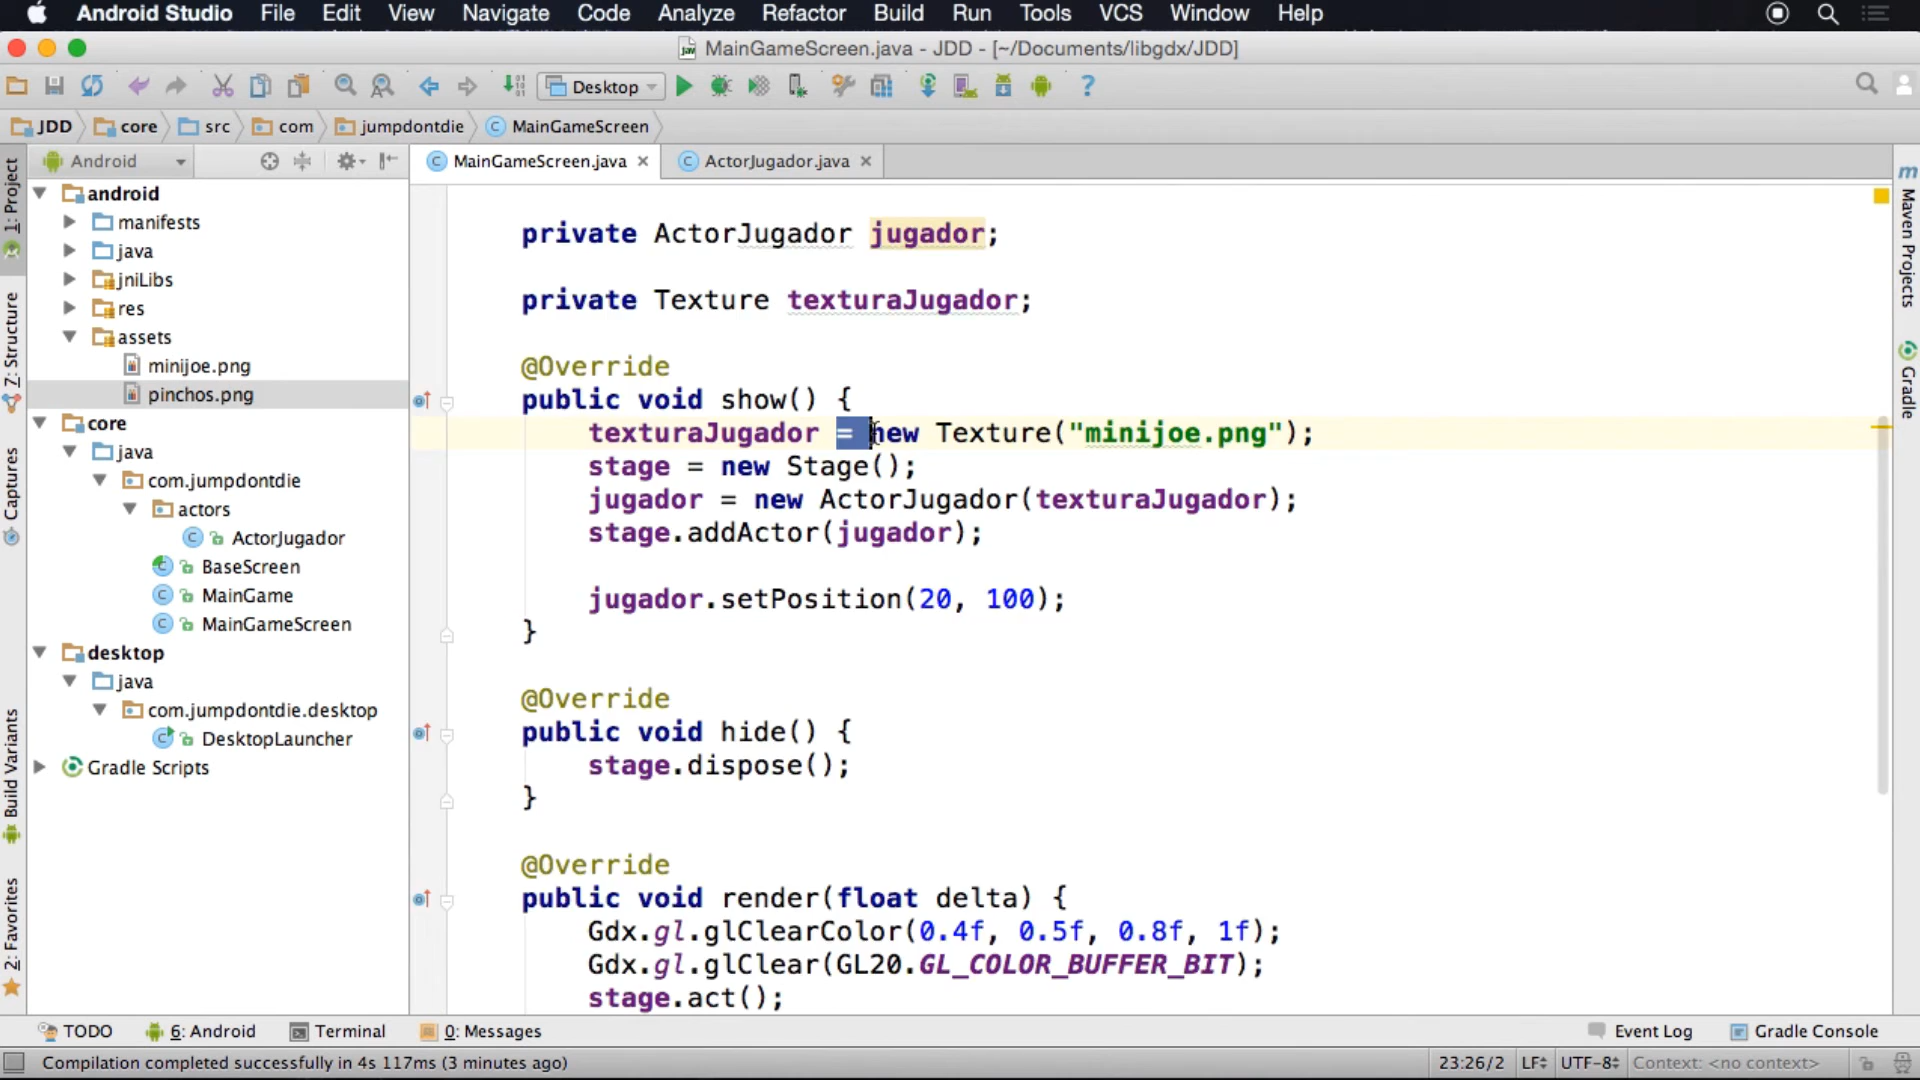 Android Studio File Edit View Navigate Code Analyze Refactor Build Run Tools VCS Window Help
MainGameScreen.java - JDD - [~/Documents/libgdx/JDD]
Desktop
JDD core src com jumpdontdie MainGameScreen
Android
MainGameScreen.java ActorJugador.java
1: Project
7: Structure
Captures
Build Variants
2: Favorites
android
manifests
java
jniLibs
res
assets
minijoe.png
pinchos.png
core
java
com.jumpdontdie
actors
ActorJugador
BaseScreen
MainGame
MainGameScreen
desktop
java
com.jumpdontdie.desktop
DesktopLauncher
Gradle Scripts
private ActorJugador jugador;
private Texture texturaJugador;
@Override
public void show() {
texturaJugador = new Texture("minijoe.png");
stage = new Stage();
jugador = new ActorJugador(texturaJugador);
stage.addActor(jugador);
jugador.setPosition(20, 100);
}
@Override
public void hide() {
stage.dispose();
}
@Override
public void render(float delta) {
Gdx.gl.glClearColor(0.4f, 0.5f, 0.8f, 1f);
Gdx.gl.glClear(GL20.GL_COLOR_BUFFER_BIT);
stage.act();
Maven Projects
Gradle
TODO 6: Android Terminal 0: Messages Event Log Gradle Console
Compilation completed successfully in 4s 117ms (3 minutes ago) 23:26/2 LF UTF-8 Context: <no context>